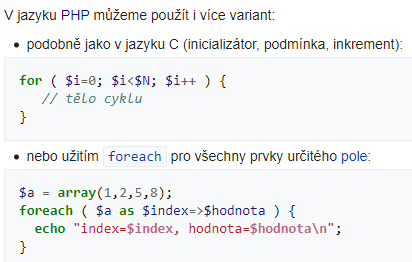 V jazyku PHP můžeme použít i více variant:
• podobně jako v jazyku C (inicializátor, podmínka, inkrement):
for ( $i=0; $i<$N; $i++ ) {
   // tělo cyklu
}
• nebo užitím foreach pro všechny prvky určitého pole:
$a = array(1,2,5,8);
foreach ( $a as $index=>$hodnota ) {
  echo "index=$index, hodnota=$hodnota\n";
}